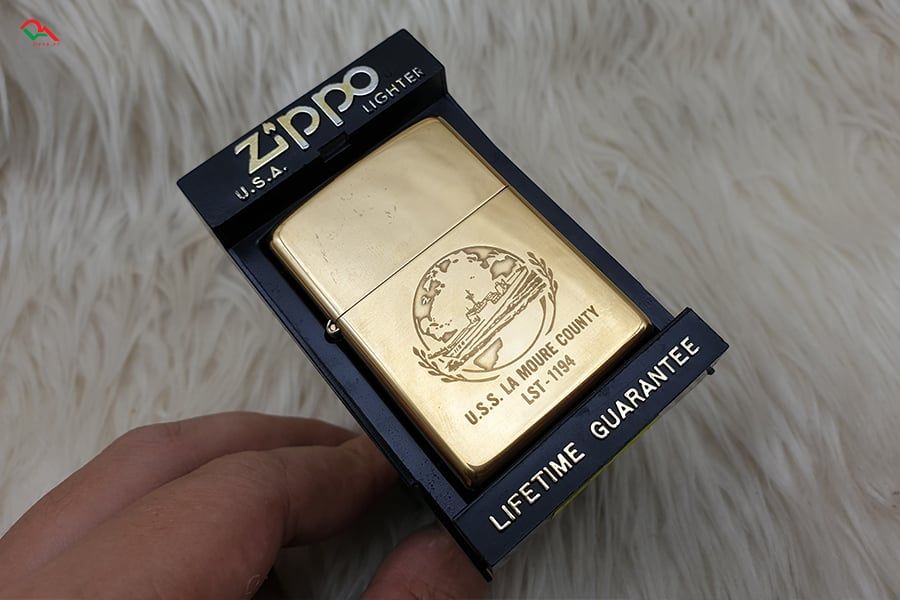 Zippo
LIGHTER
U.S.A.
U.S.S. LA MOURE COUNTY
LST-1194
LIFETIME GUARANTEE